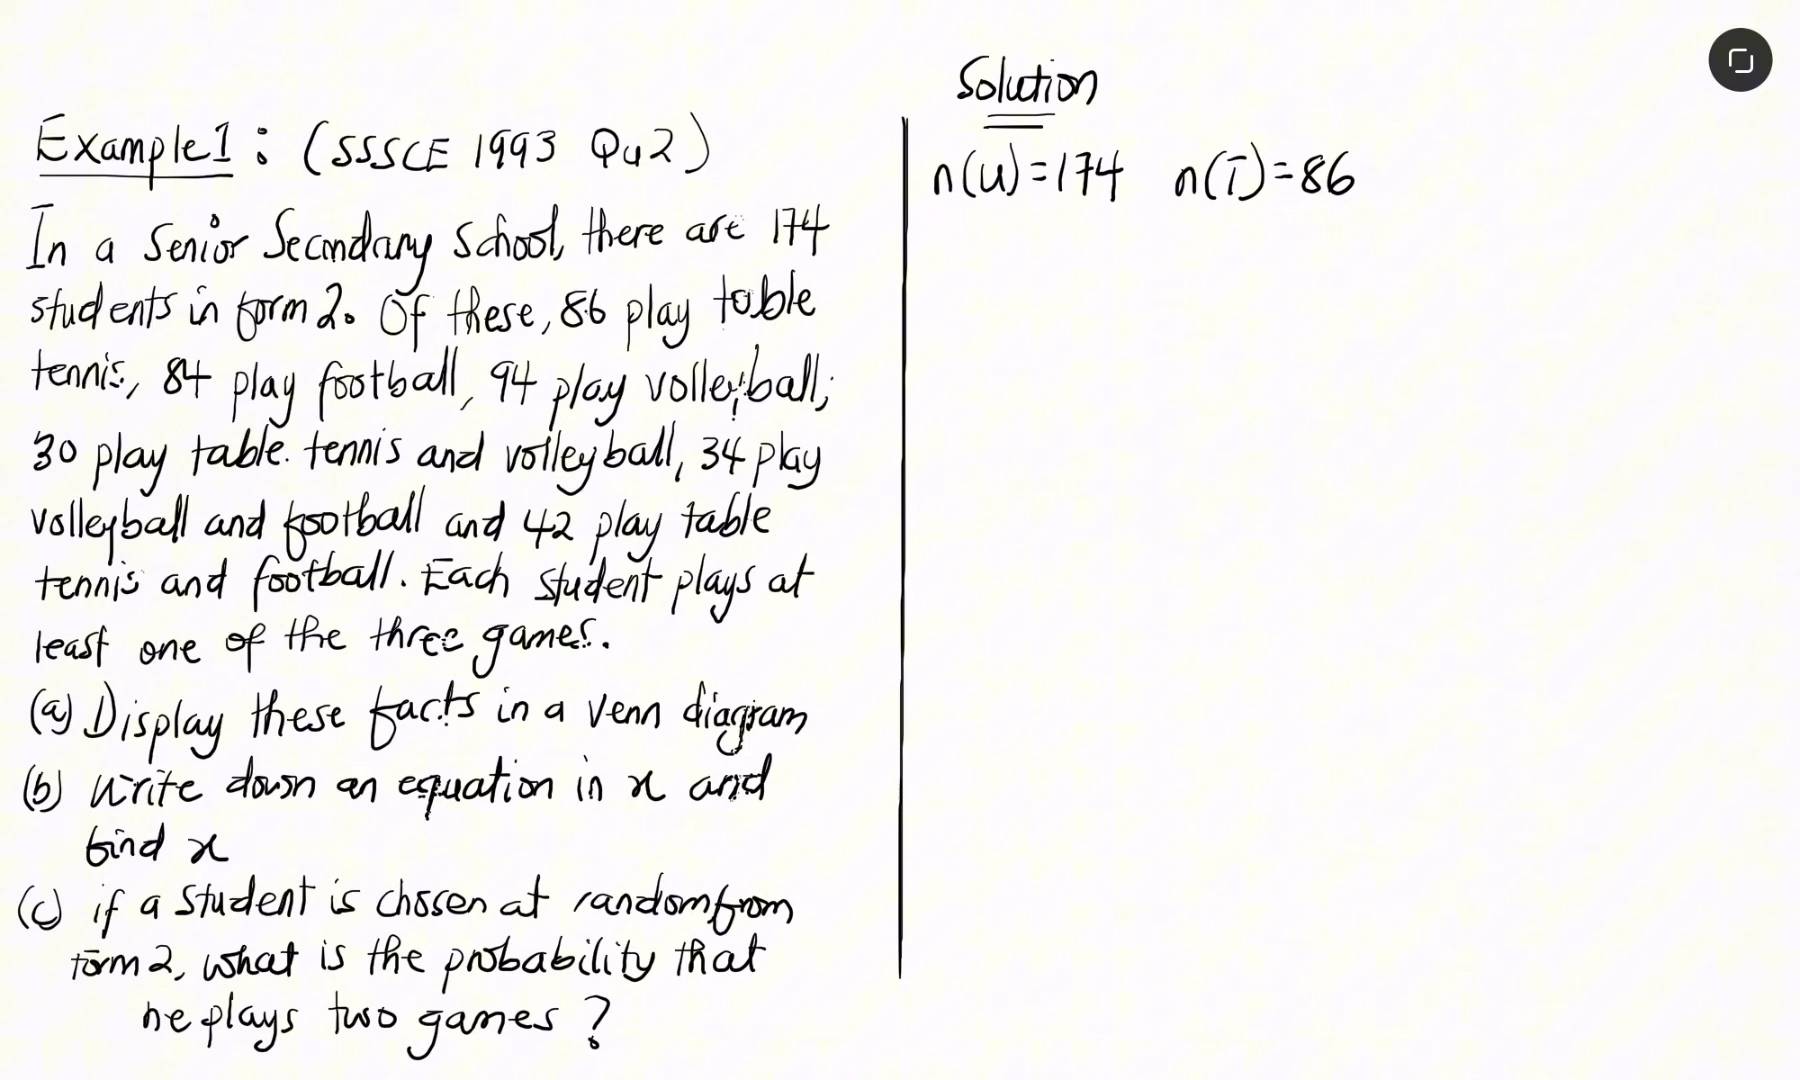 Example 1 : (SSSCE 1993 Qu2)
In a Senior Secondary School, there are 174
students in form 2. Of these, 86 play table
tennis, 84 play football, 94 play volleyball;
30 play table tennis and volleyball, 34 play
volleyball and football and 42 play table
tennis and football. Each student plays at
least one of the three games.
(a) Display these facts in a venn diagram
(b) Write down an equation in x and
find x
(c) if a student is chosen at random from
form 2, what is the probability that
he plays two games ?
Solution
n(U)=174 n(T)=86